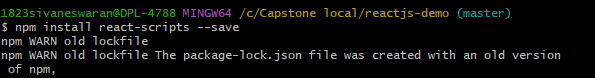 1823sivaneswaran@DPL-4788 MINGW64 /c/Capstone local/reactjs-demo (master)
$ npm install react-scripts --save
npm WARN old lockfile
npm WARN old lockfile The package-lock.json file was created with an old version
 of npm,